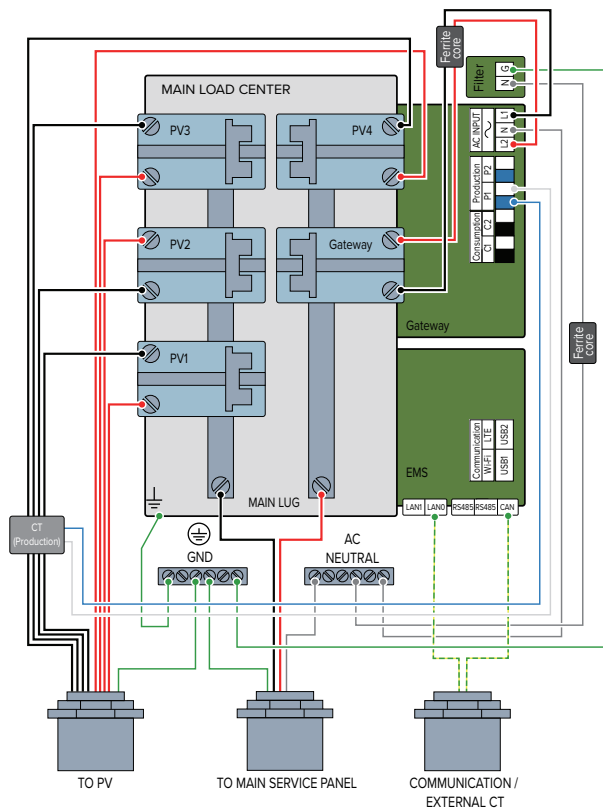 Ferrite
core
Filter
G
N
MAIN LOAD CENTER
PV3
PV4
AC INPUT
L1
N
L2
Production
P2
P1
Consumption
C2
C1
PV2
Gateway
Gateway
Ferrite
core
PV1
EMS
Communication
Wi-Fi LTE
USB1 USB2
MAIN LUG
LAN1 LAN0 RS485 RS485 CAN
CT
(Production)
GND
AC
NEUTRAL
TO PV
TO MAIN SERVICE PANEL
COMMUNICATION /
EXTERNAL CT